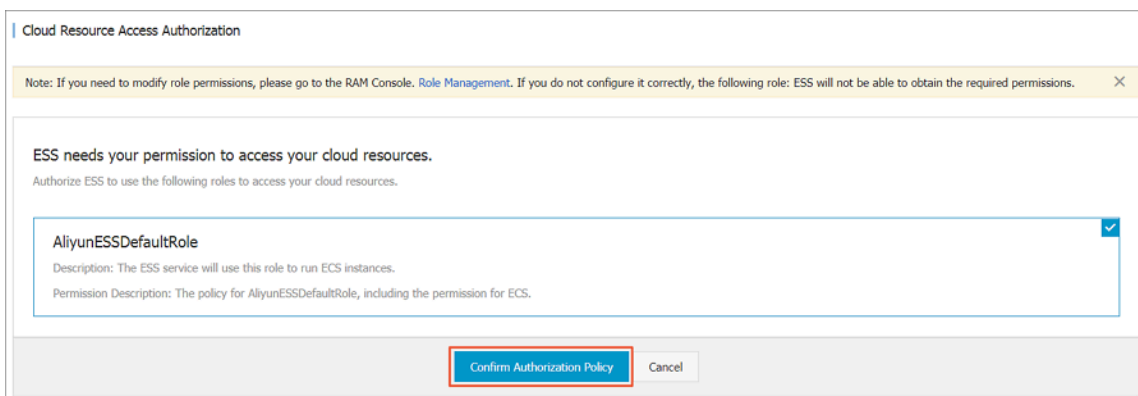 Cloud Resource Access Authorization
Note: If you need to modify role permissions, please go to the RAM Console. Role Management. If you do not configure it correctly, the following role: ESS will not be able to obtain the required permissions.
ESS needs your permission to access your cloud resources.
Authorize ESS to use the following roles to access your cloud resources.
AliyunESSDefaultRole
Description: The ESS service will use this role to run ECS instances.
Permission Description: The policy for AliyunESSDefaultRole, including the permission for ECS.
Confirm Authorization Policy Cancel